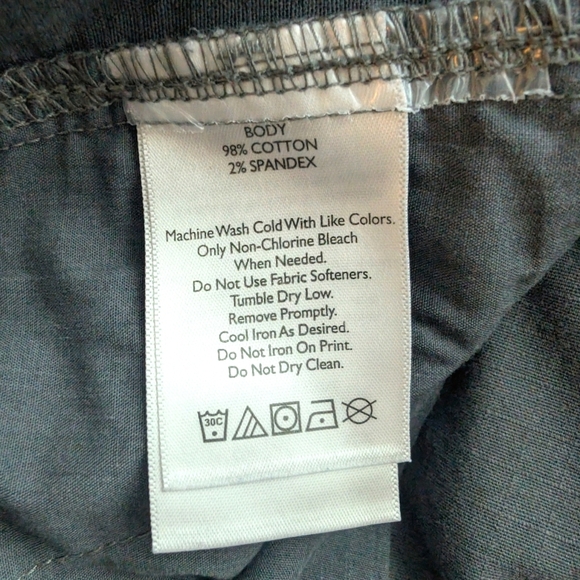 BODY
98% COTTON
2% SPANDEX
Machine Wash Cold With Like Colors.
Only Non-Chlorine Bleach
When Needed.
Do Not Use Fabric Softeners.
Tumble Dry Low.
Remove Promptly.
Cool Iron As Desired.
Do Not Iron On Print.
Do Not Dry Clean.
30C